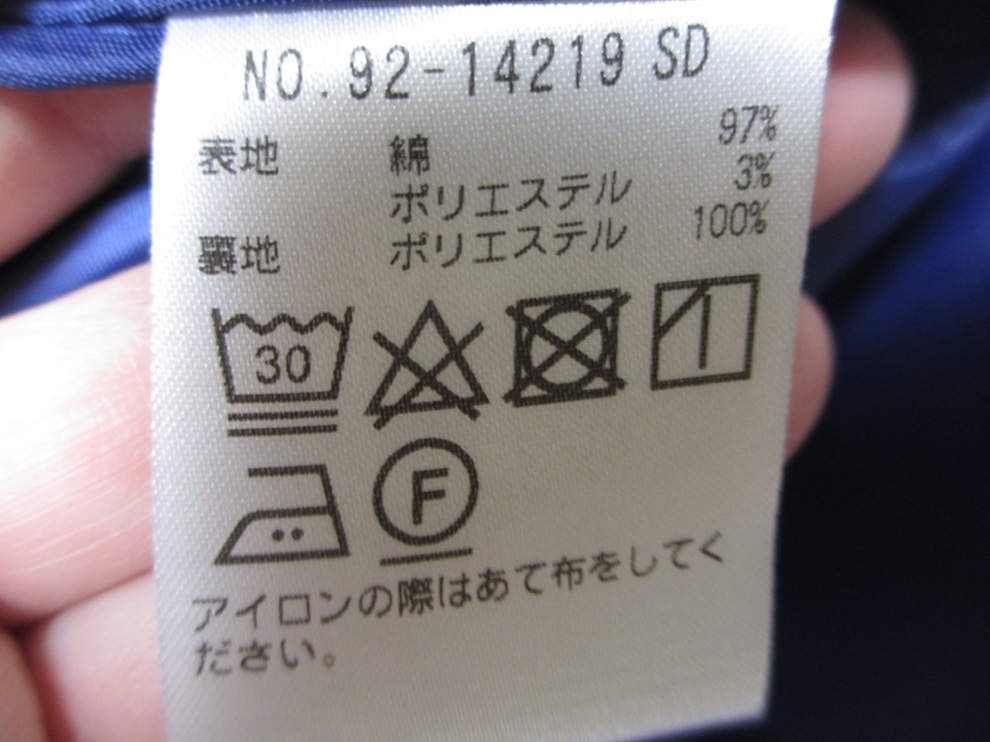 NO.92-14219 SD
表地 綿 97%
ポリエステル 3%
裏地 ポリエステル 100%
30
F
アイロンの際はあて布をしてく
ださい。